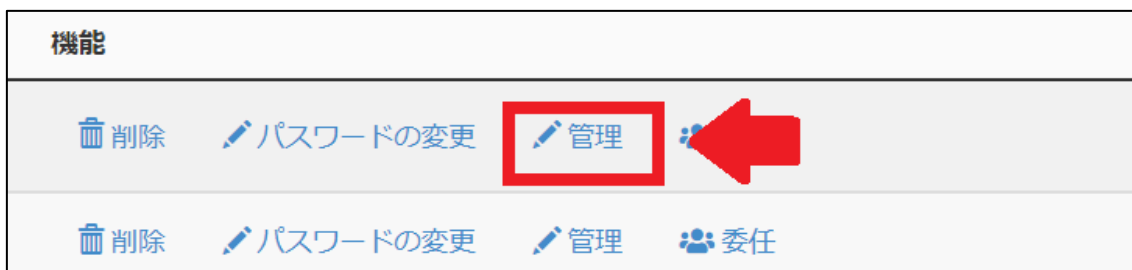 機能
削除 パスワードの変更 管理
削除 パスワードの変更 管理 委任